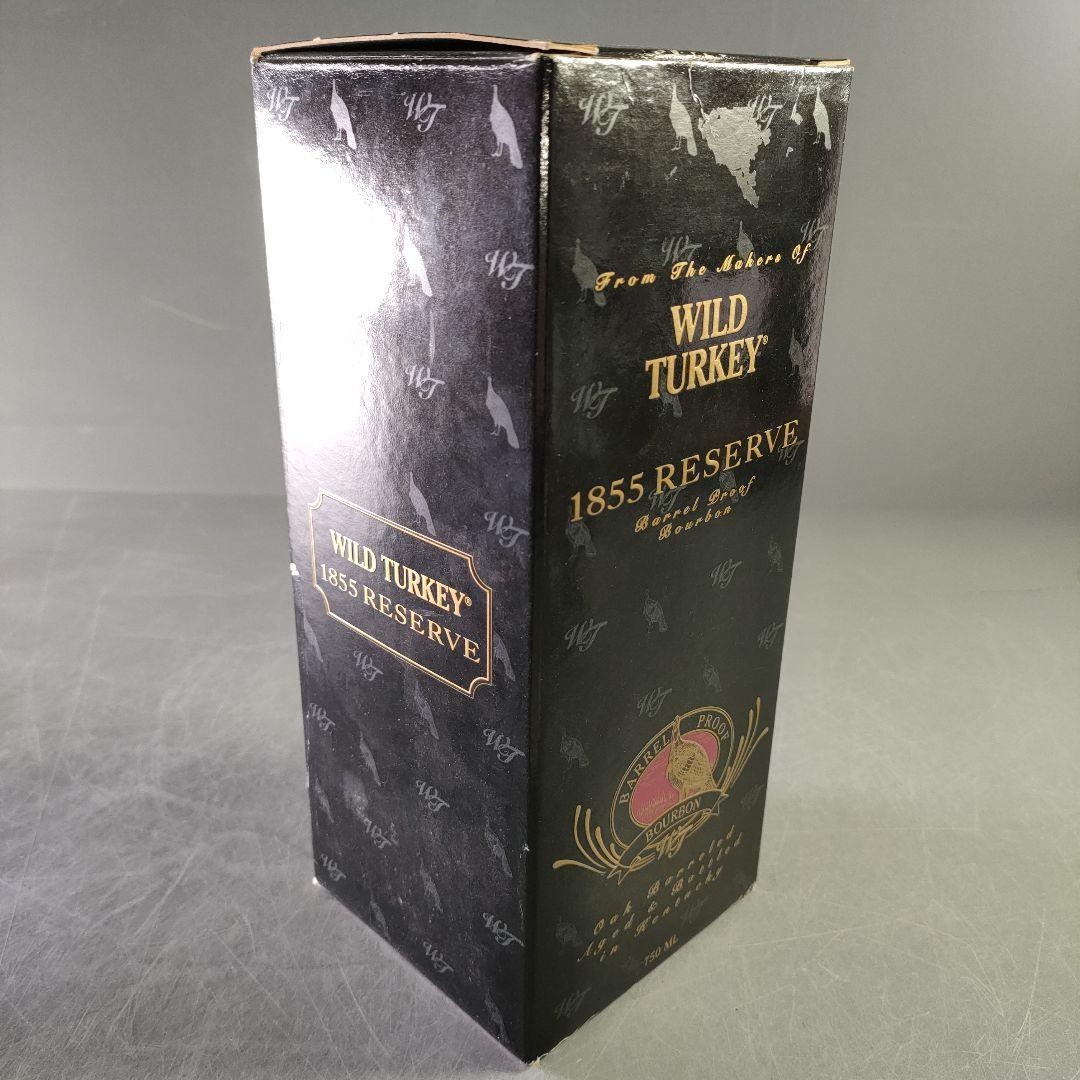 WILD TURKEY®
1855 RESERVE
From The Makers Of
WILD
TURKEY®
1855 RESERVE
Barrel Proof
Bourbon
BARREL PROOF
BOURBON
WT
Oak Barreled
Aged & Bottled
in Kentucky
750 ML